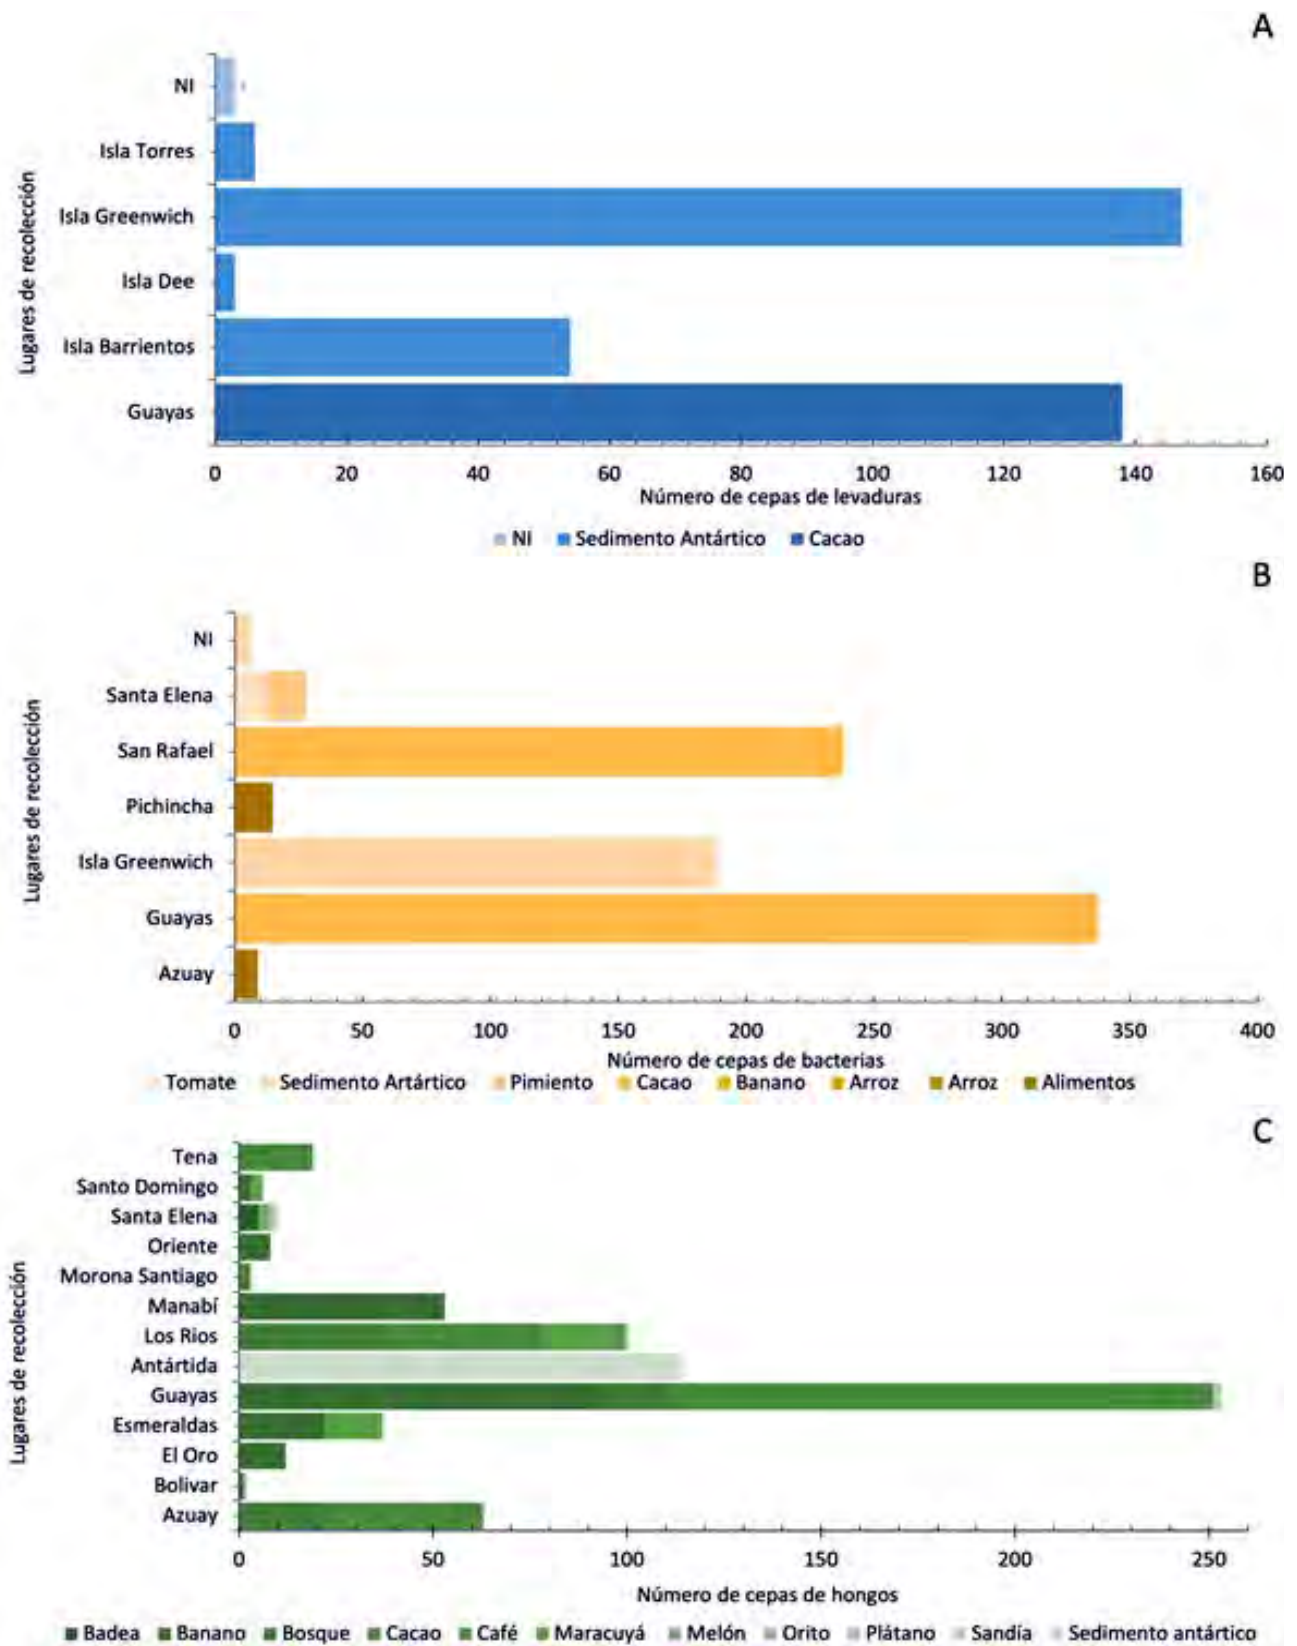 A
NI
Isla Torres
Isla Greenwich
Isla Dee
Isla Barrientos
Guayas
Lugares de recolección
0 20 40 60 80 100 120 140 160
Número de cepas de levaduras
NI Sedimento Antártico Cacao
B
NI
Santa Elena
San Rafael
Pichincha
Isla Greenwich
Guayas
Azuay
Lugares de recolección
0 50 100 150 200 250 300 350 400
Número de cepas de bacterias
Tomate Sedimento Artártico Pimiento Cacao Banano Arroz Arroz Alimentos
C
Tena
Santo Domingo
Santa Elena
Oriente
Morona Santiago
Manabí
Los Rios
Antártida
Guayas
Esmeraldas
El Oro
Bolivar
Azuay
Lugares de recolección
0 50 100 150 200 250
Número de cepas de hongos
Badea Banano Bosque Cacao Café Maracuyá Melón Orito Plátano Sandía Sedimento antártico